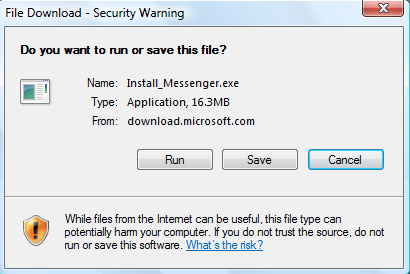 File Download - Security Warning
Do you want to run or save this file?
Name: Install_Messenger.exe
Type: Application, 16.3MB
From: download.microsoft.com
Run Save Cancel
While files from the Internet can be useful, this file type can
potentially harm your computer. If you do not trust the source, do not
run or save this software. What's the risk?